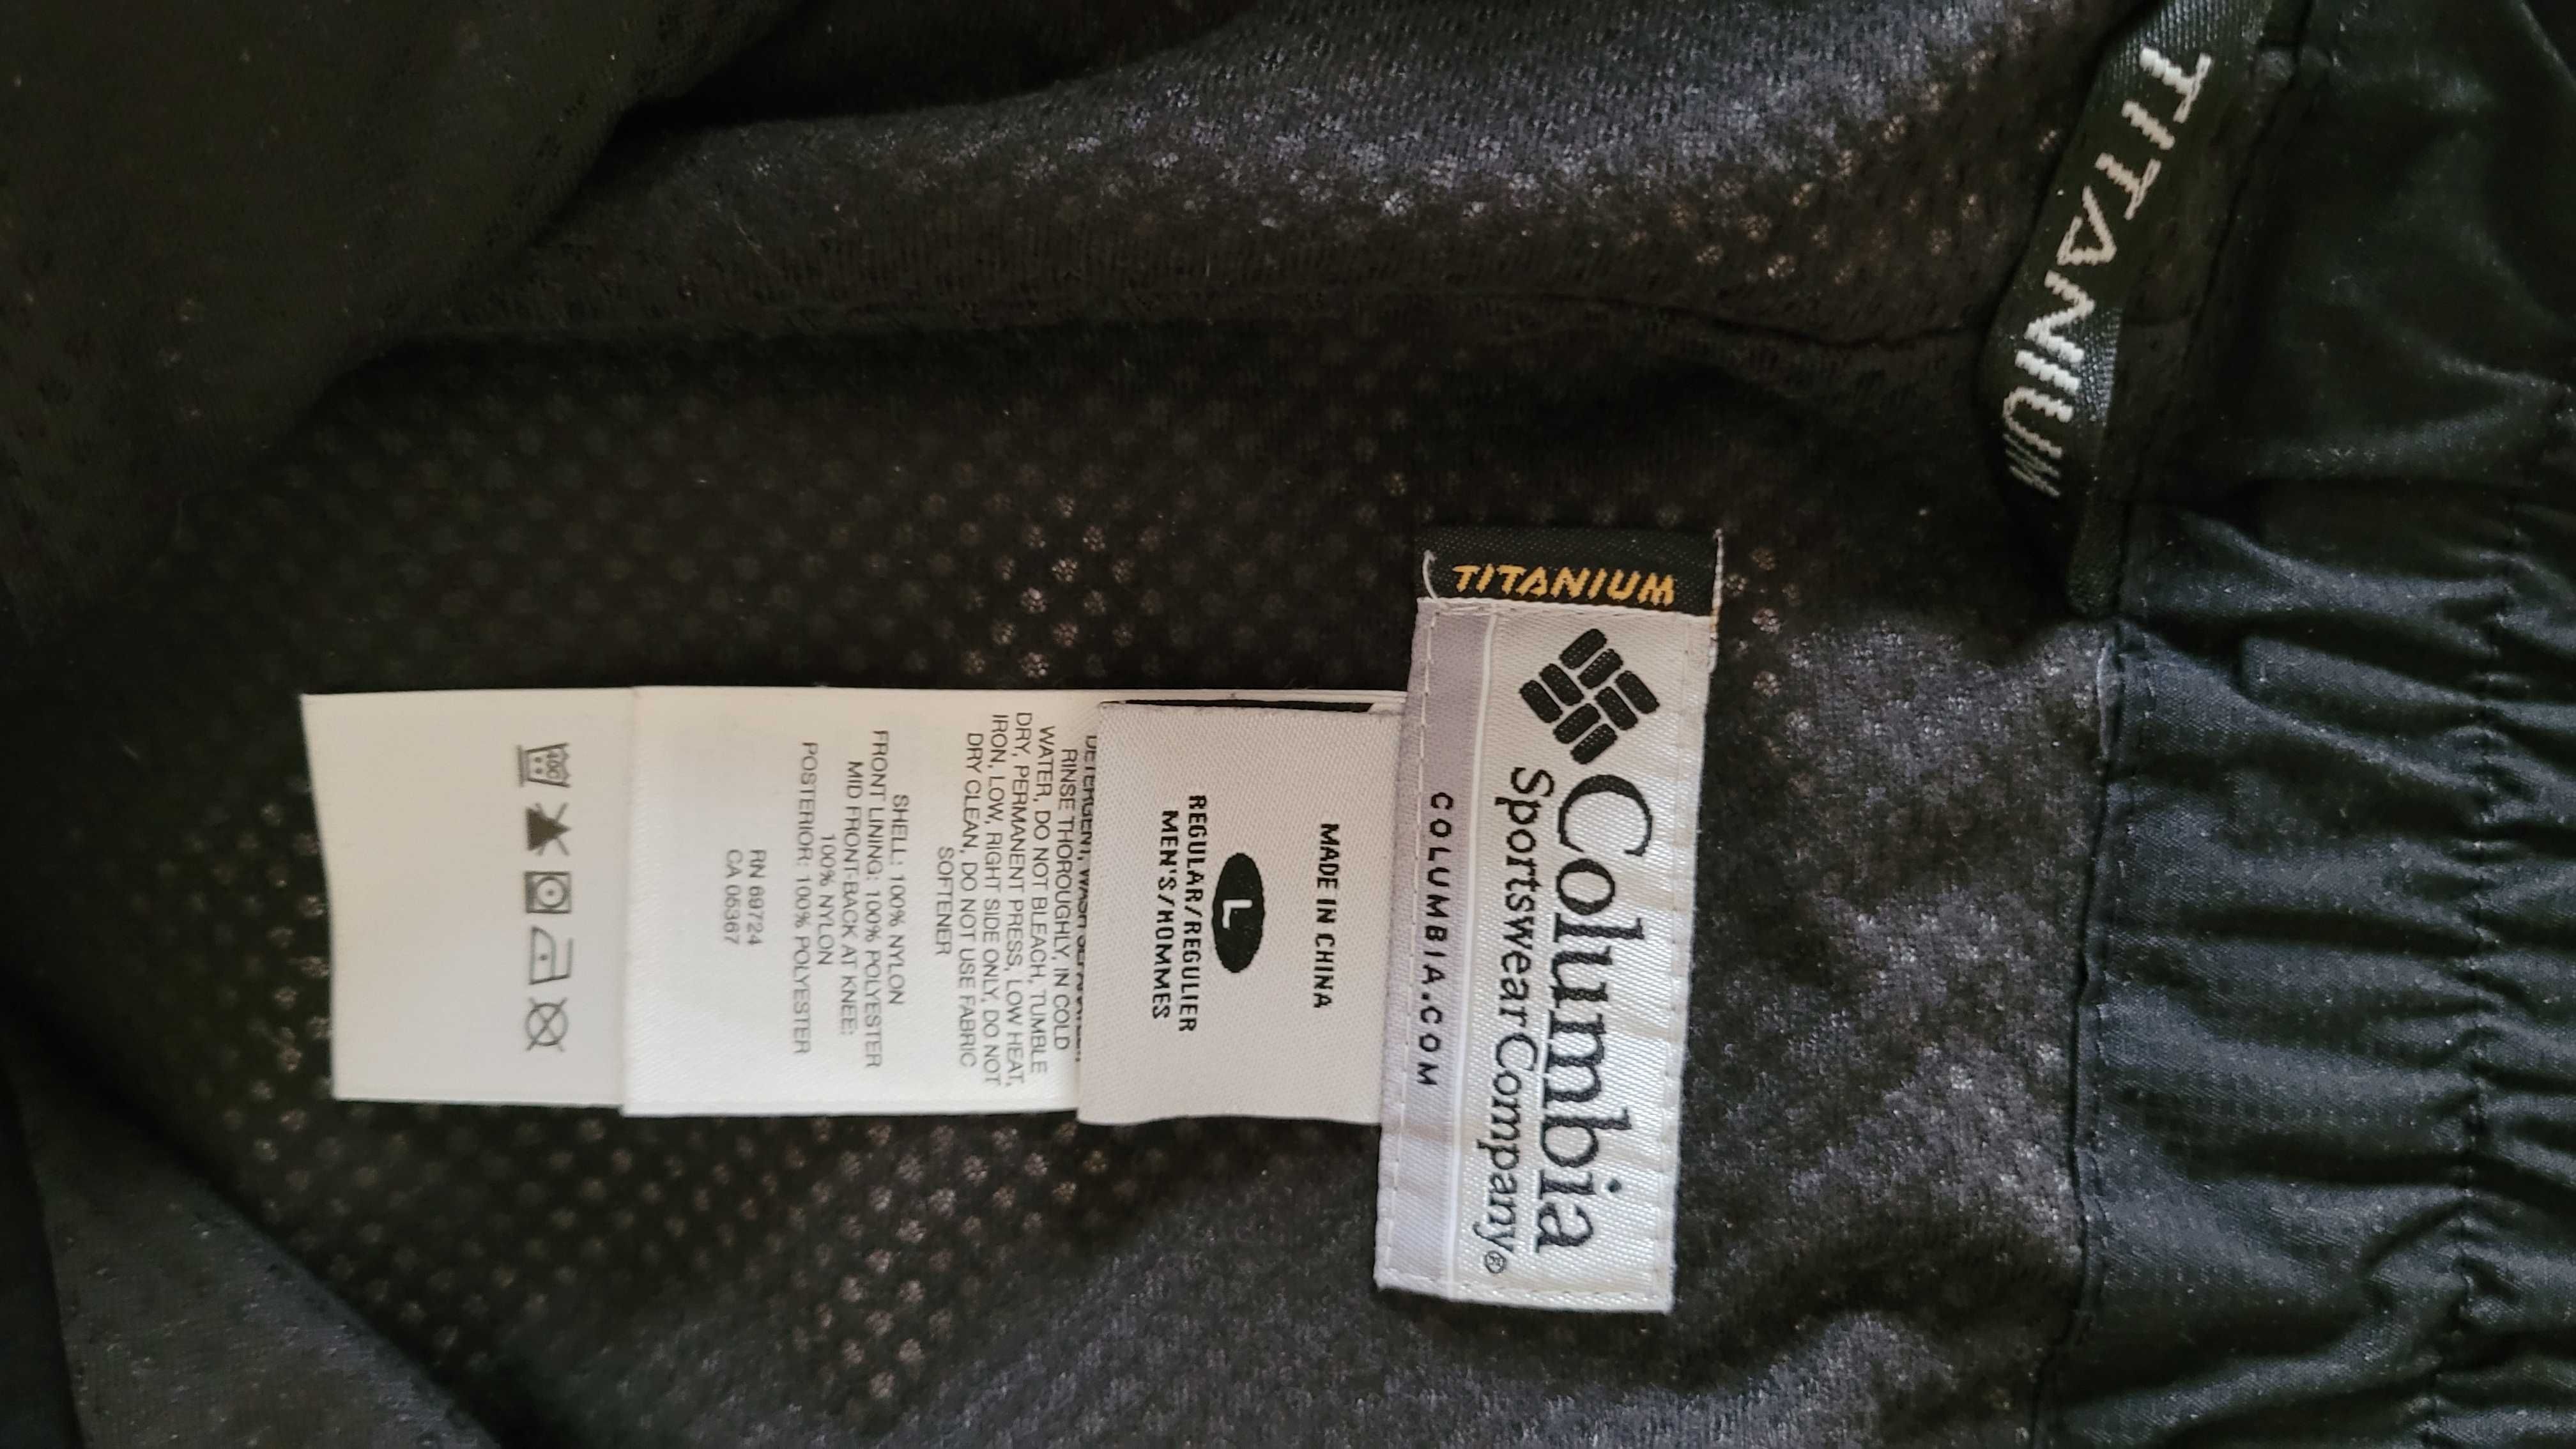 TITANIUM
TITANIUM
Columbia
Sportswear Company®
COLUMBIA.COM
MADE IN CHINA
L
REGULAR/REGULIER
MEN'S/HOMMES
RINSE THOROUGHLY, IN COLD
WATER, DO NOT BLEACH, TUMBLE
DRY, PERMANENT PRESS, LOW HEAT,
IRON, LOW, RIGHT SIDE ONLY, DO NOT
DRY CLEAN, DO NOT USE FABRIC
SOFTENER
SHELL: 100% NYLON
FRONT LINING: 100% POLYESTER
MID FRONT-BACK AT KNEE:
100% NYLON
POSTERIOR: 100% POLYESTER
RN 69724
CA 05367